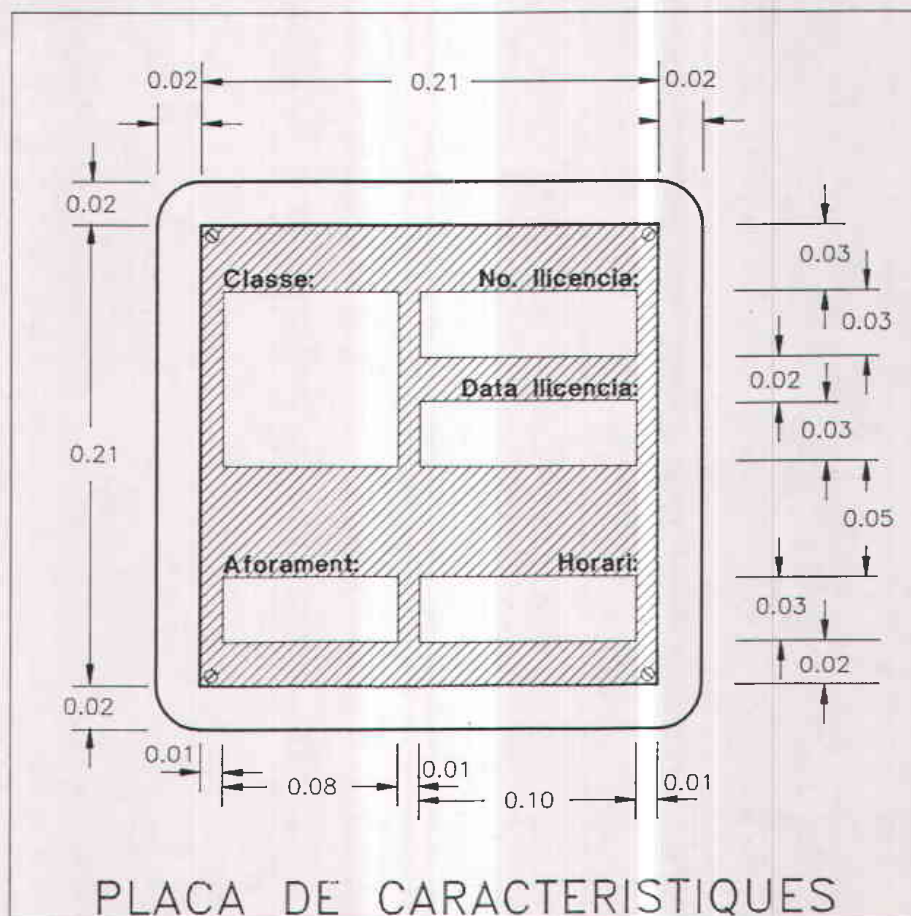 0.02 0.21 0.02
0.02
0.03
Classe: No. llicencia:
0.03
0.02
Data llicencia:
0.03
0.21
0.05
Aforament: Horari:
0.03
0.02
0.02
0.01 0.08 0.01 0.10 0.01
PLACA DE CARACTERISTIQUES